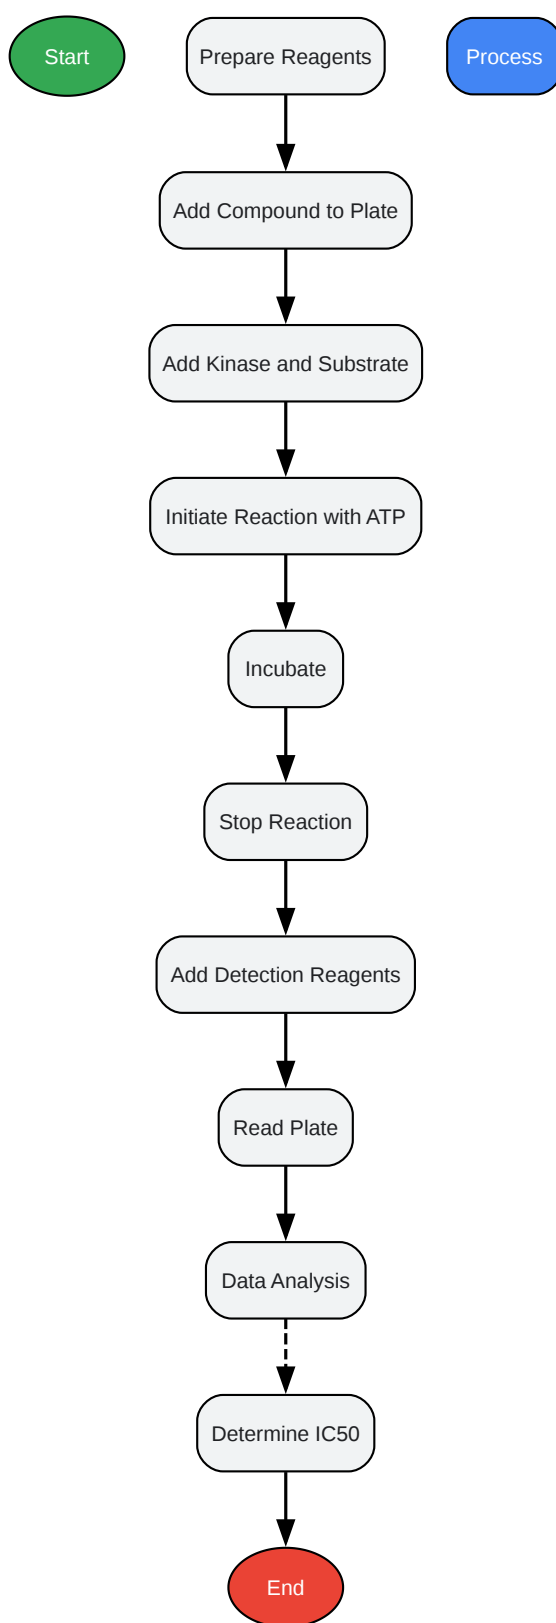 Start
Prepare Reagents
Process
Add Compound to Plate
Add Kinase and Substrate
Initiate Reaction with ATP
Incubate
Stop Reaction
Add Detection Reagents
Read Plate
Data Analysis
Determine IC50
End